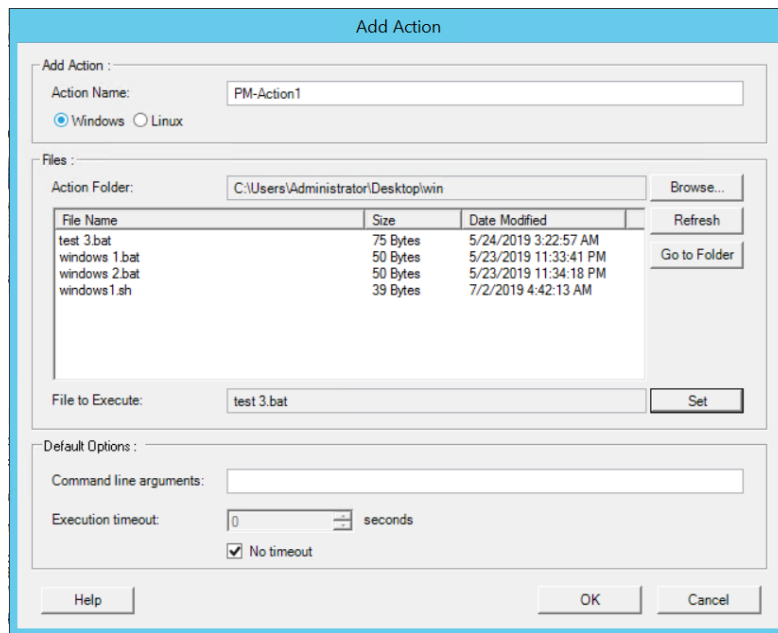 Add Action
Add Action :
Action Name: PM-Action1
Windows Linux
Files :
Action Folder: C:\Users\Administrator\Desktop\win Browse...
File Name Size Date Modified Refresh
test 3.bat 75 Bytes 5/24/2019 3:22:57 AM
windows 1.bat 50 Bytes 5/23/2019 11:33:41 PM Go to Folder
windows 2.bat 50 Bytes 5/23/2019 11:34:18 PM
windows1.sh 39 Bytes 7/2/2019 4:42:13 AM
File to Execute: test 3.bat Set
Default Options :
Command line arguments:
Execution timeout: 0 seconds
No timeout
Help OK Cancel